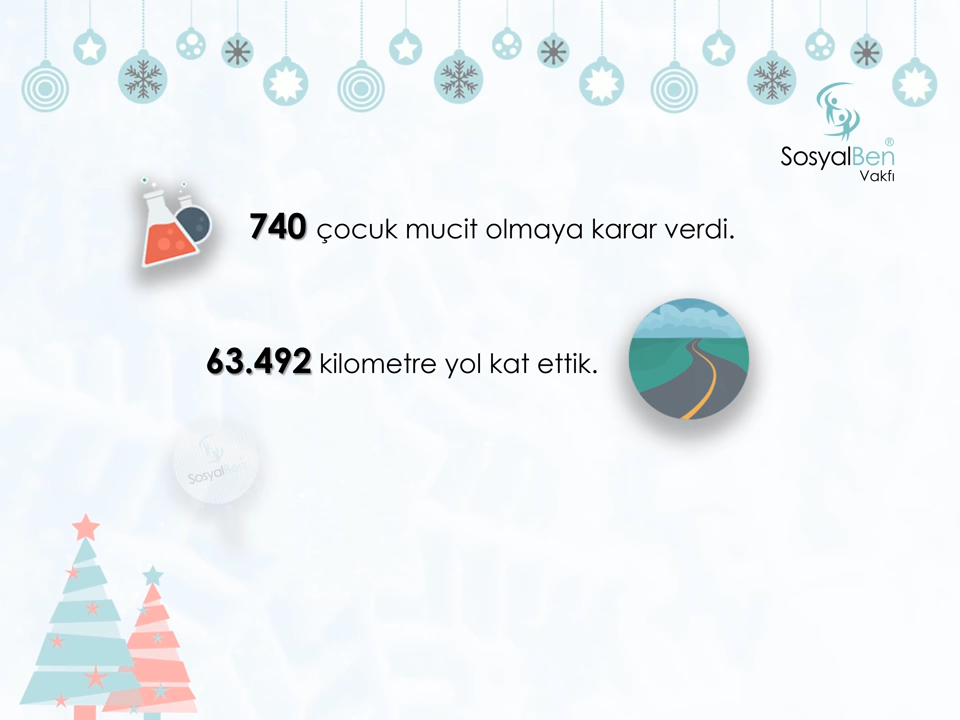 SosyalBen®
Vakfı
740 çocuk mucit olmaya karar verdi.
63.492 kilometre yol kat ettik.
SosyalBen